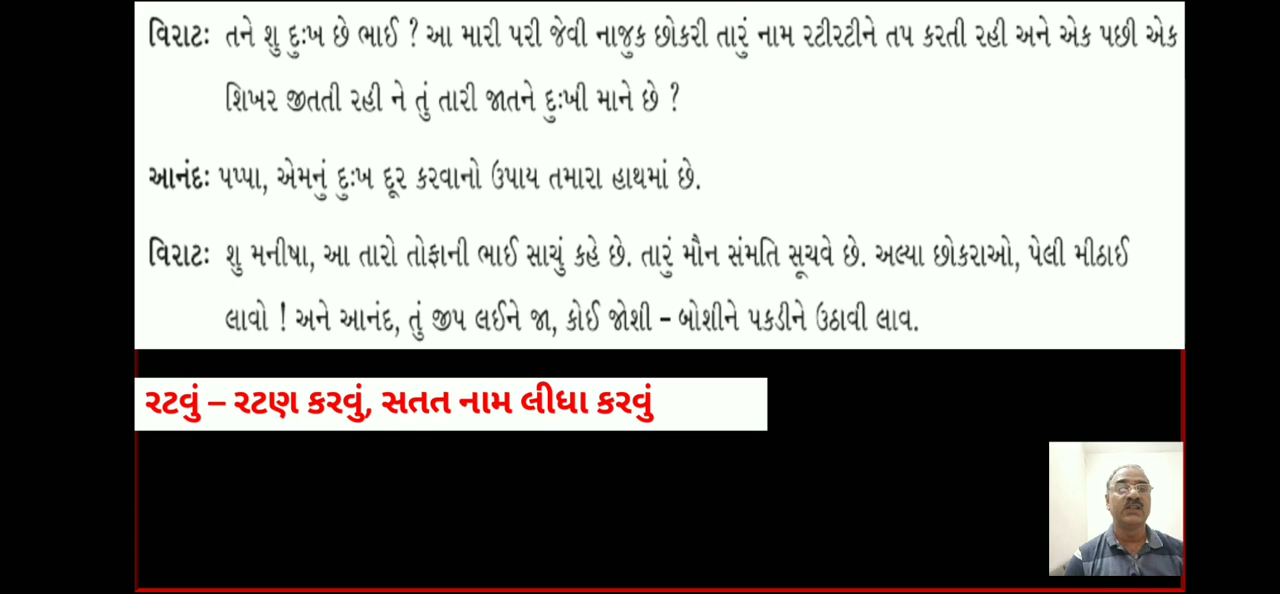 વિરાટઃ તને શુ દુઃખ છે ભાઈ ? આ મારી પરી જેવી નાજુક છોકરી તારું નામ રટીરટીને તપ કરતી રહી અને એક પછી એક
શિખર જીતતી રહી ને તું તારી જાતને દુઃખી માને છે ?
આનંદઃ પપ્પા, એમનું દુઃખ દૂર કરવાનો ઉપાય તમારા હાથમાં છે.
વિરાટઃ શુ મનીષા, આ તારો તોફાની ભાઈ સાચું કહે છે. તારું મૌન સંમતિ સૂચવે છે. અલ્યા છોકરાઓ, પેલી મીઠાઈ
લાવો ! અને આનંદ, તું જીપ લઈને જા, કોઈ જોશી – બોશીને પકડીને ઉઠાવી લાવ.
રટવું – રટણ કરવું, સતત નામ લીધા કરવું